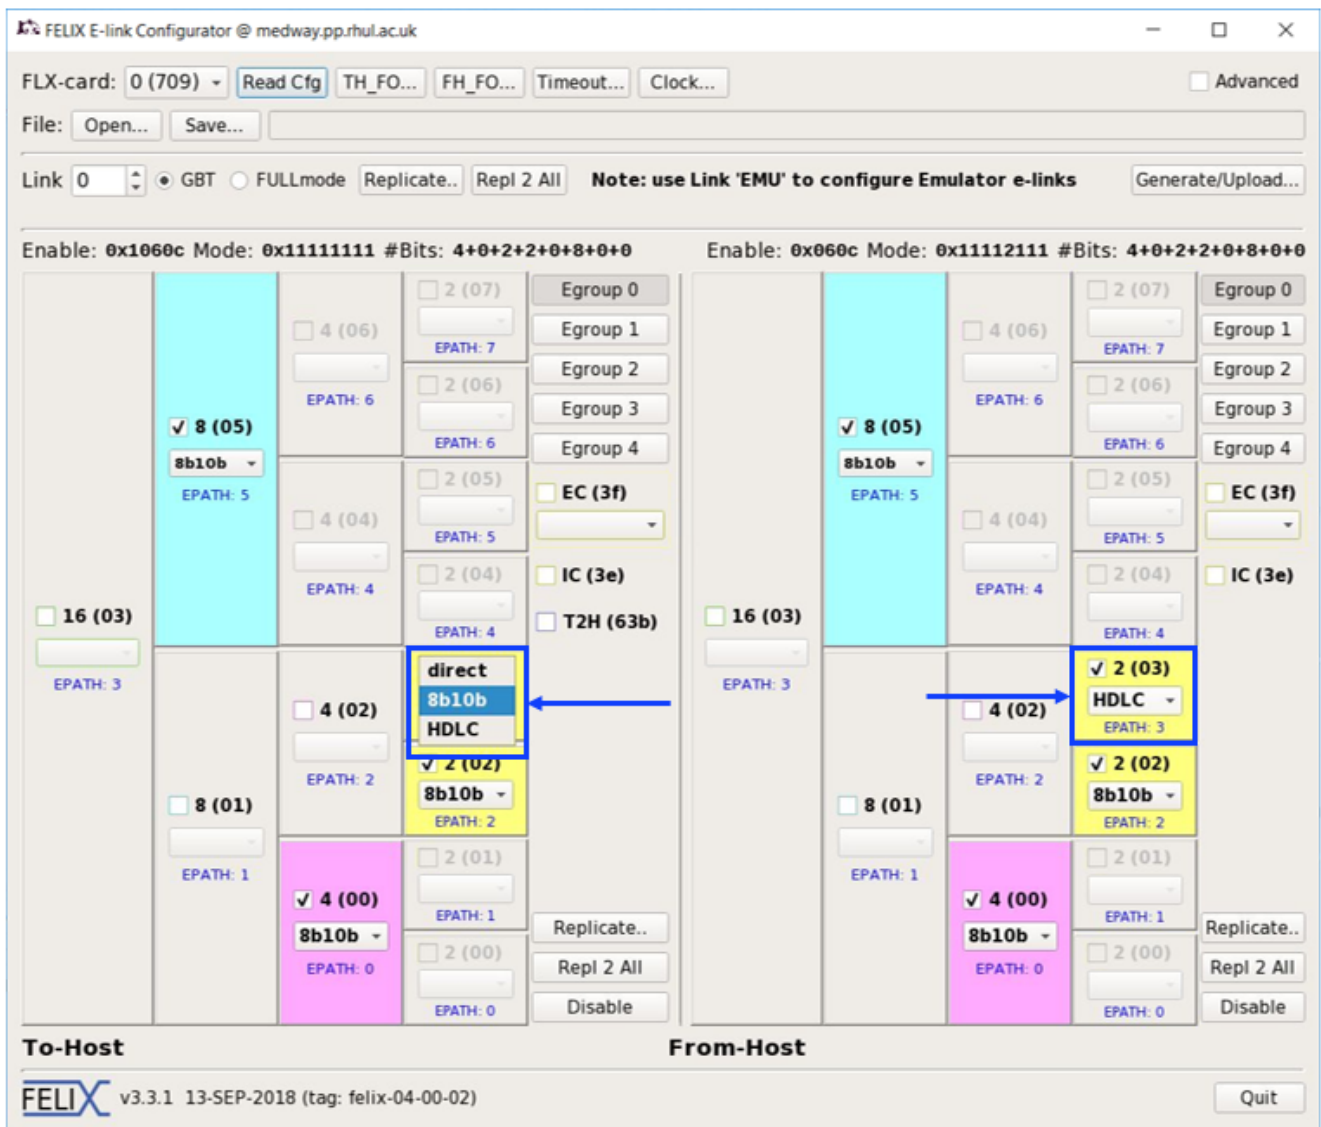 FELIX E-link Configurator @ medway.pp.rhul.ac.uk
FLX-card: 0 (709) Read Cfg TH_FO... FH_FO... Timeout... Clock... Advanced
File: Open... Save...
Link 0 GBT FULLmode Replicate.. Repl 2 All Note: use Link 'EMU' to configure Emulator e-links Generate/Upload...
Enable: 0x1060c Mode: 0x11111111 #Bits: 4+0+2+2+0+8+0+0
16 (03)
EPATH: 3
8 (05)
8b10b
EPATH: 5
8 (01)
EPATH: 1
4 (06)
EPATH: 6
4 (04)
EPATH: 4
4 (02)
EPATH: 2
4 (00)
8b10b
EPATH: 0
2 (07)
EPATH: 7
2 (06)
EPATH: 6
2 (05)
EPATH: 5
2 (04)
EPATH: 4
direct
8b10b
HDLC
2 (02)
8b10b
EPATH: 2
2 (01)
EPATH: 1
2 (00)
EPATH: 0
Egroup 0
Egroup 1
Egroup 2
Egroup 3
Egroup 4
EC (3f)
IC (3e)
T2H (63b)
Replicate..
Repl 2 All
Disable
To-Host
Enable: 0x060c Mode: 0x11112111 #Bits: 4+0+2+2+0+8+0+0
16 (03)
EPATH: 3
8 (05)
8b10b
EPATH: 5
8 (01)
EPATH: 1
4 (06)
EPATH: 6
4 (04)
EPATH: 4
4 (02)
EPATH: 2
4 (00)
8b10b
EPATH: 0
2 (07)
EPATH: 7
2 (06)
EPATH: 6
2 (05)
EPATH: 5
2 (04)
EPATH: 4
2 (03)
HDLC
EPATH: 3
2 (02)
8b10b
EPATH: 2
2 (01)
EPATH: 1
2 (00)
EPATH: 0
Egroup 0
Egroup 1
Egroup 2
Egroup 3
Egroup 4
EC (3f)
IC (3e)
Replicate..
Repl 2 All
Disable
From-Host
FELIX v3.3.1 13-SEP-2018 (tag: felix-04-00-02) Quit